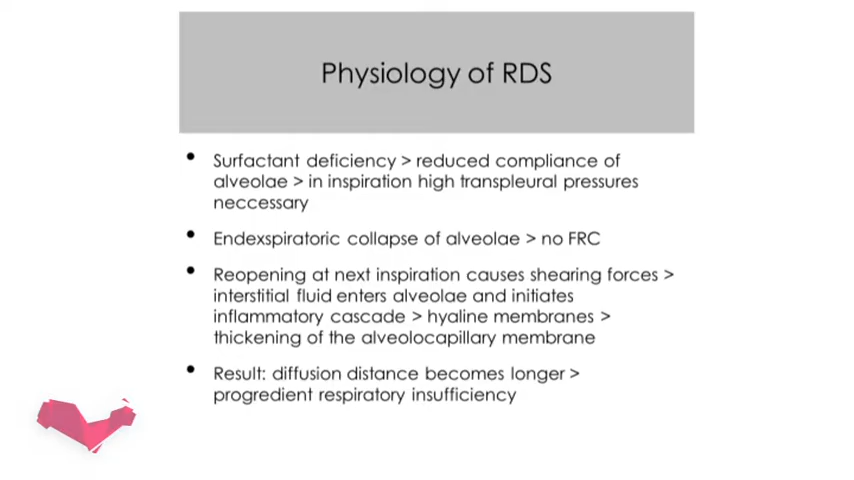 Physiology of RDS
• Surfactant deficiency > reduced compliance of
alveolae > in inspiration high transpleural pressures
neccessary
• Endexspiratoric collapse of alveolae > no FRC
• Reopening at next inspiration causes shearing forces >
interstitial fluid enters alveolae and initiates
inflammatory cascade > hyaline membranes >
thickening of the alveolocapillary membrane
• Result: diffusion distance becomes longer >
progredient respiratory insufficiency